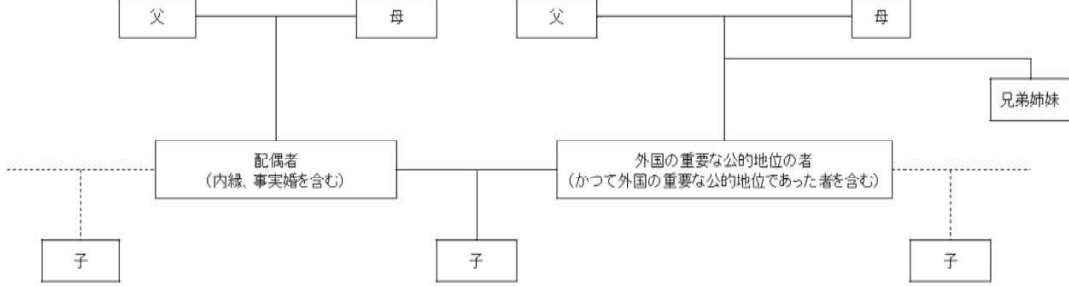 父
母
父
母
兄弟姉妹
配偶者
（内縁、事実婚を含む）
外国の重要な公的地位の者
（かつて外国の重要な公的地位であった者を含む）
子
子
子